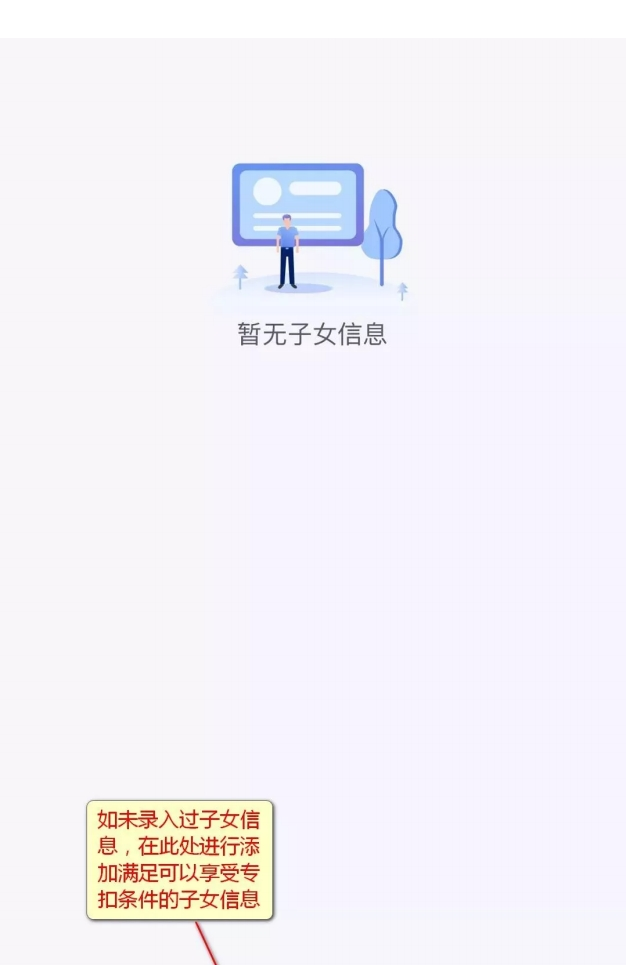 暂无子女信息
如未录入过子女信
息，在此处进行添
加满足可以享受专
扣条件的子女信息